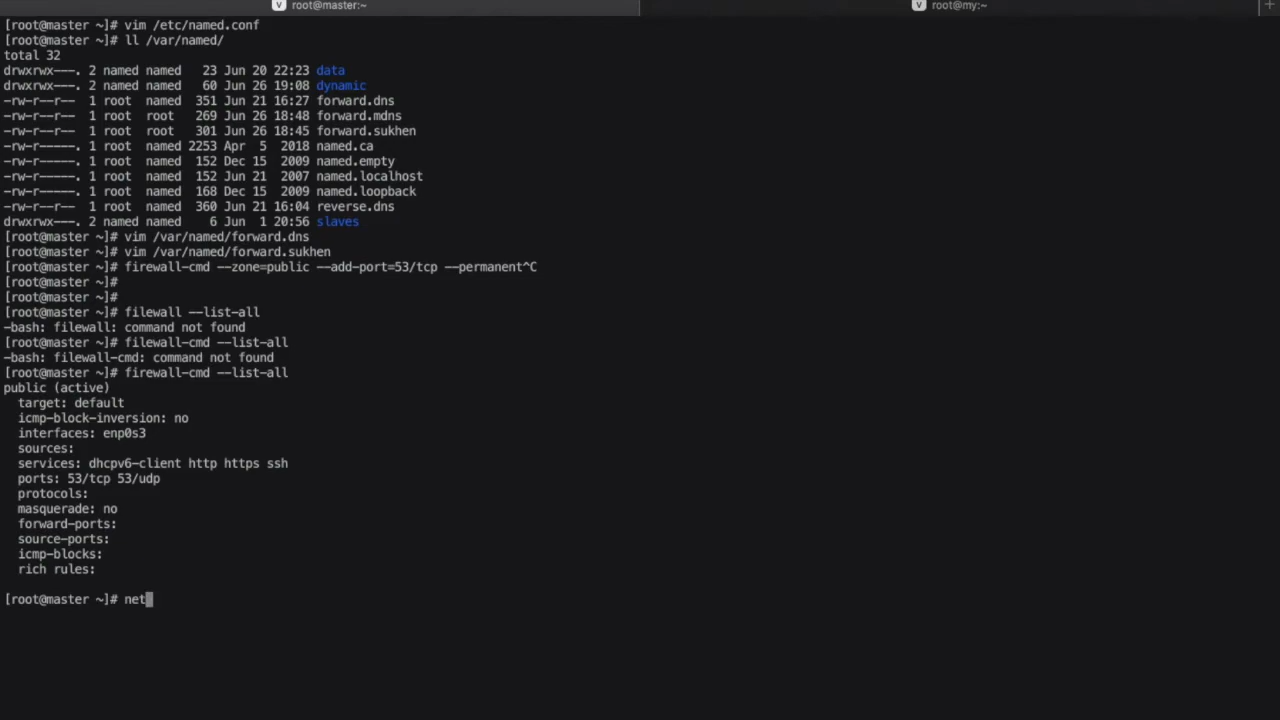 root@master:~
root@my:~
[root@master ~]# vim /etc/named.conf
[root@master ~]# ll /var/named/
total 32
drwxrwx---. 2 named named   23 Jun 20 22:23 data
drwxrwx---. 2 named named   60 Jun 26 19:08 dynamic
-rw-r--r--  1 root  named  351 Jun 21 16:27 forward.dns
-rw-r--r--  1 root  root   269 Jun 26 18:48 forward.mdns
-rw-r--r--  1 root  root   301 Jun 26 18:45 forward.sukhen
-rw-r-----. 1 root  named 2253 Apr  5  2018 named.ca
-rw-r-----. 1 root  named  152 Dec 15  2009 named.empty
-rw-r-----. 1 root  named  152 Jun 21  2007 named.localhost
-rw-r-----. 1 root  named  168 Dec 15  2009 named.loopback
-rw-r--r--  1 root  named  360 Jun 21 16:04 reverse.dns
drwxrwx---. 2 named named    6 Jun  1 20:56 slaves
[root@master ~]# vim /var/named/forward.dns
[root@master ~]# vim /var/named/forward.sukhen
[root@master ~]# firewall-cmd --zone=public --add-port=53/tcp --permanent^C
[root@master ~]#
[root@master ~]#
[root@master ~]# filewall --list-all
-bash: filewall: command not found
[root@master ~]# filewall-cmd --list-all
-bash: filewall-cmd: command not found
[root@master ~]# firewall-cmd --list-all
public (active)
  target: default
  icmp-block-inversion: no
  interfaces: enp0s3
  sources:
  services: dhcpv6-client http https ssh
  ports: 53/tcp 53/udp
  protocols:
  masquerade: no
  forward-ports:
  source-ports:
  icmp-blocks:
  rich rules:
[root@master ~]# net